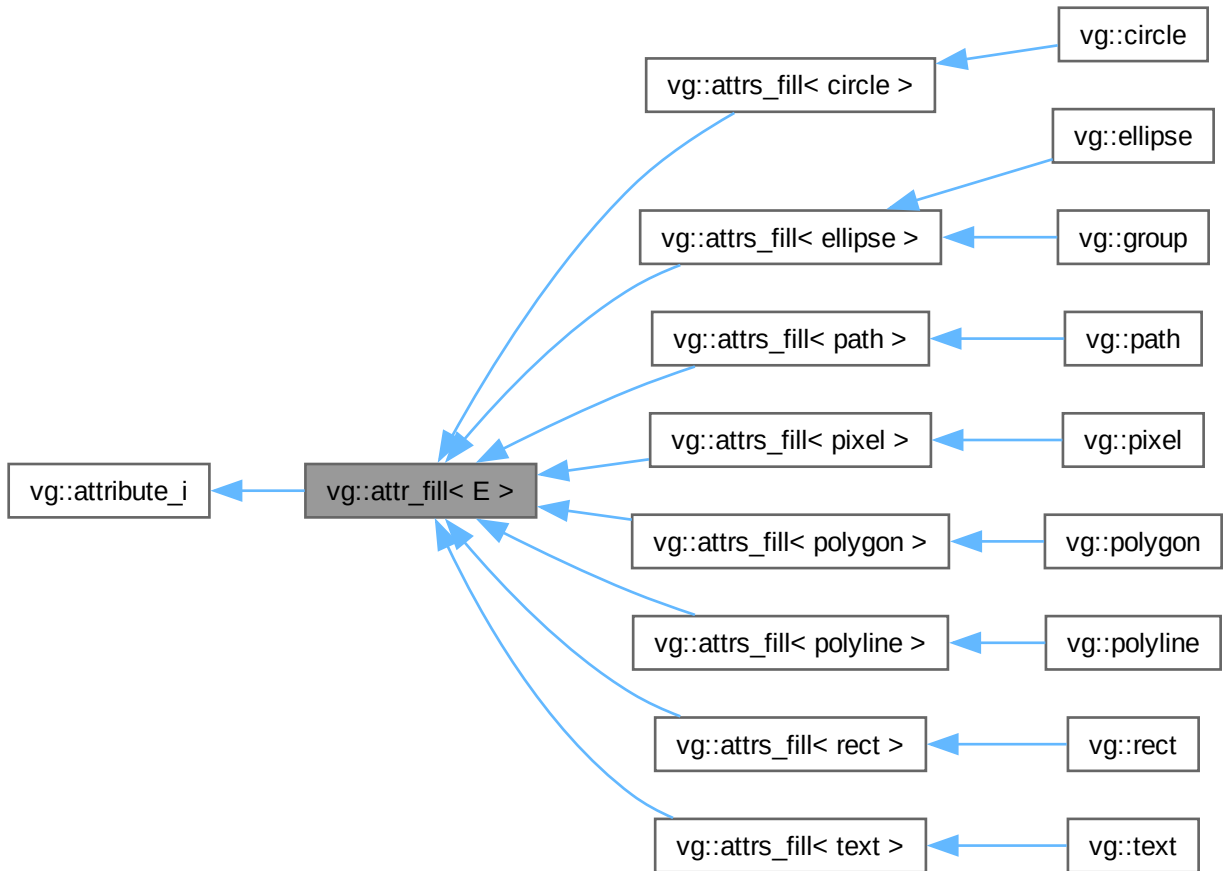 vg::circle
vg::attrs_fill< circle >
vg::ellipse
vg::attrs_fill< ellipse >
vg::group
vg::attrs_fill< path >
vg::path
vg::attrs_fill< pixel >
vg::pixel
vg::attribute_i
vg::attr_fill< E >
vg::attrs_fill< polygon >
vg::polygon
vg::attrs_fill< polyline >
vg::polyline
vg::attrs_fill< rect >
vg::rect
vg::attrs_fill< text >
vg::text